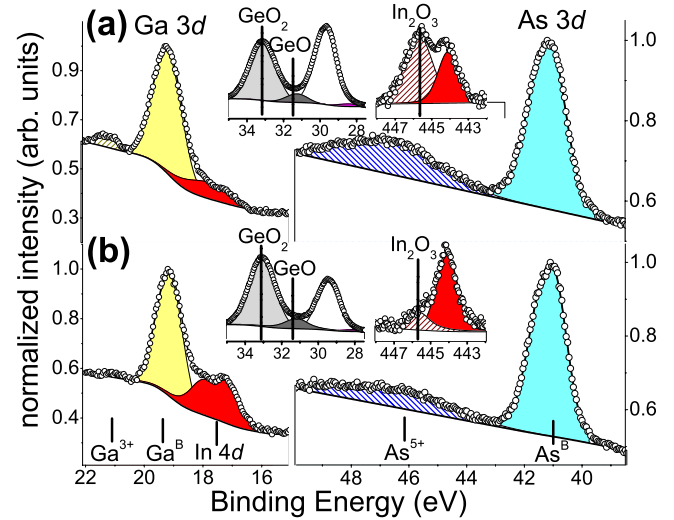 (a) Ga 3d
GeO2
GeO
In2O3
As 3d
0.9
0.7
0.5
0.3
34 32 30 28
447 445 443
1.0
0.8
0.6
(b)
GeO2
GeO
In2O3
1.0
0.8
0.6
0.4
34 32 30 28
447 445 443
1.0
0.8
0.6
Ga3+ GaB In 4d
As5+ AsB
22 20 18 16
48 46 44 42 40
normalized intensity (arb. units)
Binding Energy (eV)